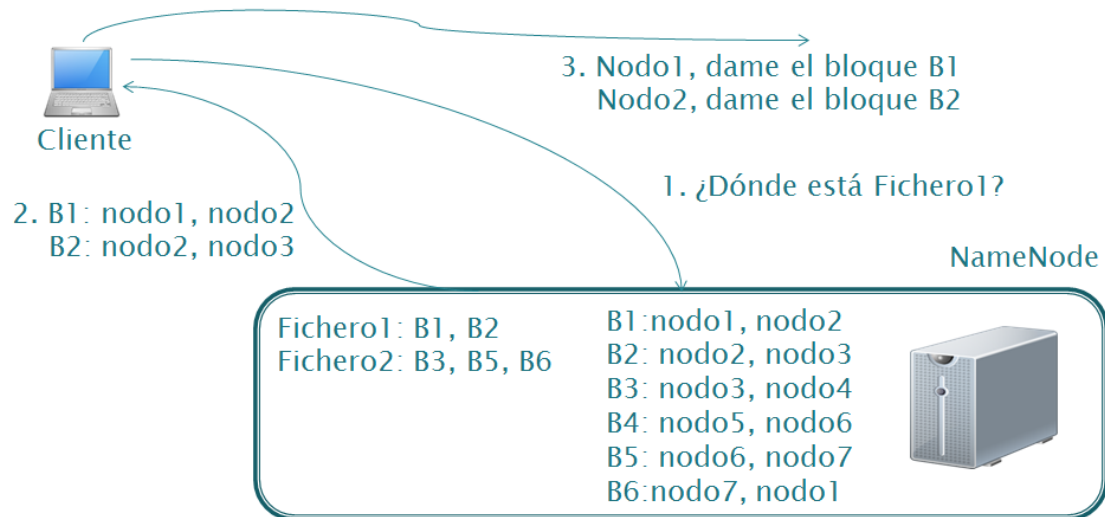 3. Nodo1, dame el bloque B1
Nodo2, dame el bloque B2
Cliente
1. ¿Dónde está Fichero1?
2. B1: nodo1, nodo2
B2: nodo2, nodo3
NameNode
Fichero1: B1, B2
Fichero2: B3, B5, B6
B1:nodo1, nodo2
B2: nodo2, nodo3
B3: nodo3, nodo4
B4: nodo5, nodo6
B5: nodo6, nodo7
B6:nodo7, nodo1